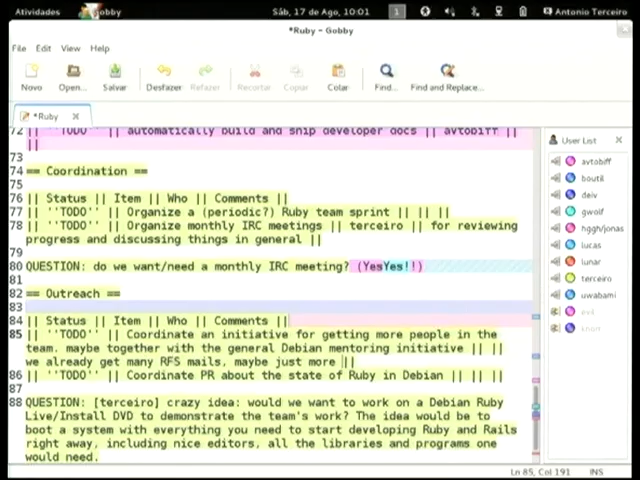 Atividades
Gobby
Sáb, 17 de Ago, 10:01
1
Antonio Terceiro
*Ruby - Gobby
File Edit View Help
Novo
Open...
Salvar
Desfazer
Refazer
Recortar
Copiar
Colar
Find...
Find and Replace...
*Ruby
72 || ''TODO'' || automatically build and ship developer docs || avtobiff ||
||
73
74 == Coordination ==
75
76 || Status || Item || Who || Comments ||
77 || ''TODO'' || Organize a (periodic?) Ruby team sprint || || ||
78 || ''TODO'' || Organize monthly IRC meetings || terceiro || for reviewing
progress and discussing things in general ||
79
80 QUESTION: do we want/need a monthly IRC meeting? (YesYes!!)
81
82 == Outreach ==
83
84 || Status || Item || Who || Comments ||
85 || ''TODO'' || Coordinate an initiative for getting more people in the
team. maybe together with the general Debian mentoring initiative || ||
we already get many RFS mails, maybe just more ||
86 || ''TODO'' || Coordinate PR about the state of Ruby in Debian || || ||
87
88 QUESTION: [terceiro] crazy idea: would we want to work on a Debian Ruby
Live/Install DVD to demonstrate the team's work? The idea would be to
boot a system with everything you need to start developing Ruby and Rails
right away, including nice editors, all the libraries and programs one
would need.
User List
avtobiff
boutil
deiv
gwolf
hggh/jonas
lucas
lunar
terceiro
uwabami
Ln 85, Col 191
INS